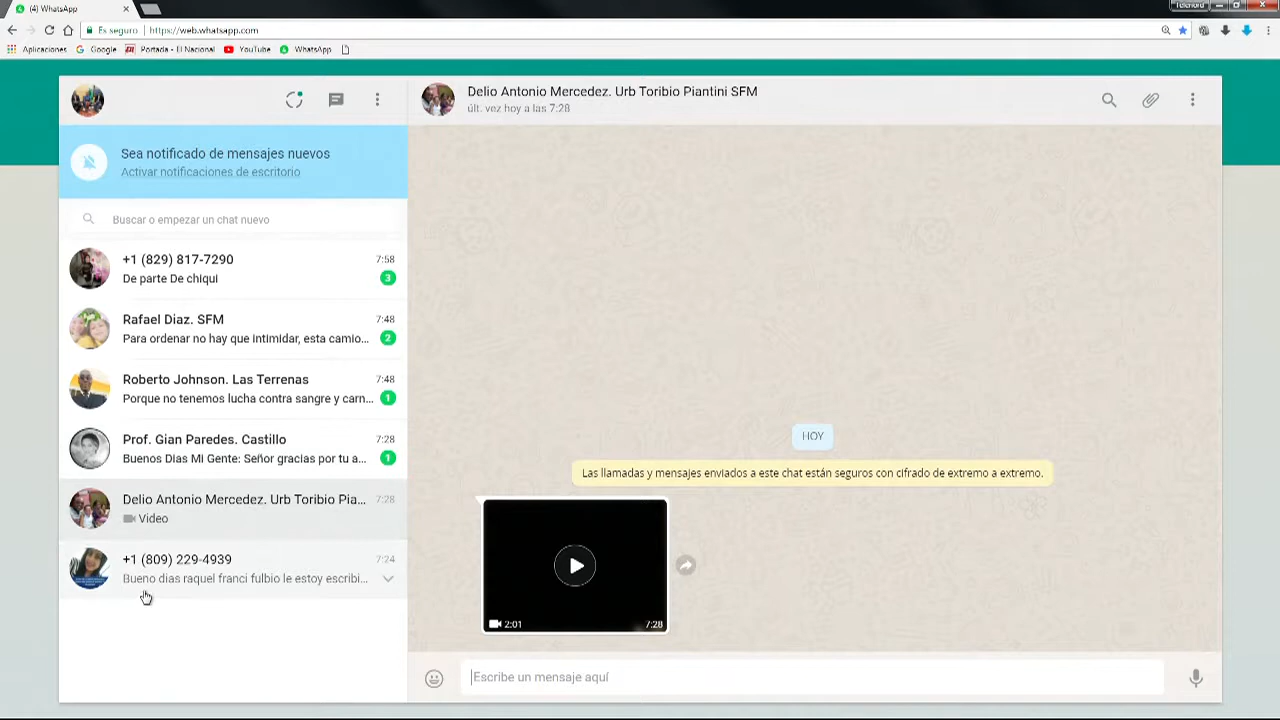 (4) WhatsApp
Telenord
Es seguro
https://web.whatsapp.com
Aplicaciones
Google
Portada - El Nacional
YouTube
WhatsApp
Delio Antonio Mercedez. Urb Toribio Piantini SFM
últ. vez hoy a las 7:28
Sea notificado de mensajes nuevos
Activar notificaciones de escritorio
Buscar o empezar un chat nuevo
+1 (829) 817-7290
7:58
De parte De chiqui
3
Rafael Diaz. SFM
7:48
Para ordenar no hay que intimidar, esta camio...
2
Roberto Johnson. Las Terrenas
7:48
Porque no tenemos lucha contra sangre y carn...
1
Prof. Gian Paredes. Castillo
7:28
Buenos Dias Mi Gente: Señor gracias por tu a...
1
Delio Antonio Mercedez. Urb Toribio Pia...
7:28
Video
+1 (809) 229-4939
7:24
Bueno dias raquel franci fulbio le estoy escribi...
HOY
Las llamadas y mensajes enviados a este chat están seguros con cifrado de extremo a extremo.
2:01
7:28
Escribe un mensaje aquí